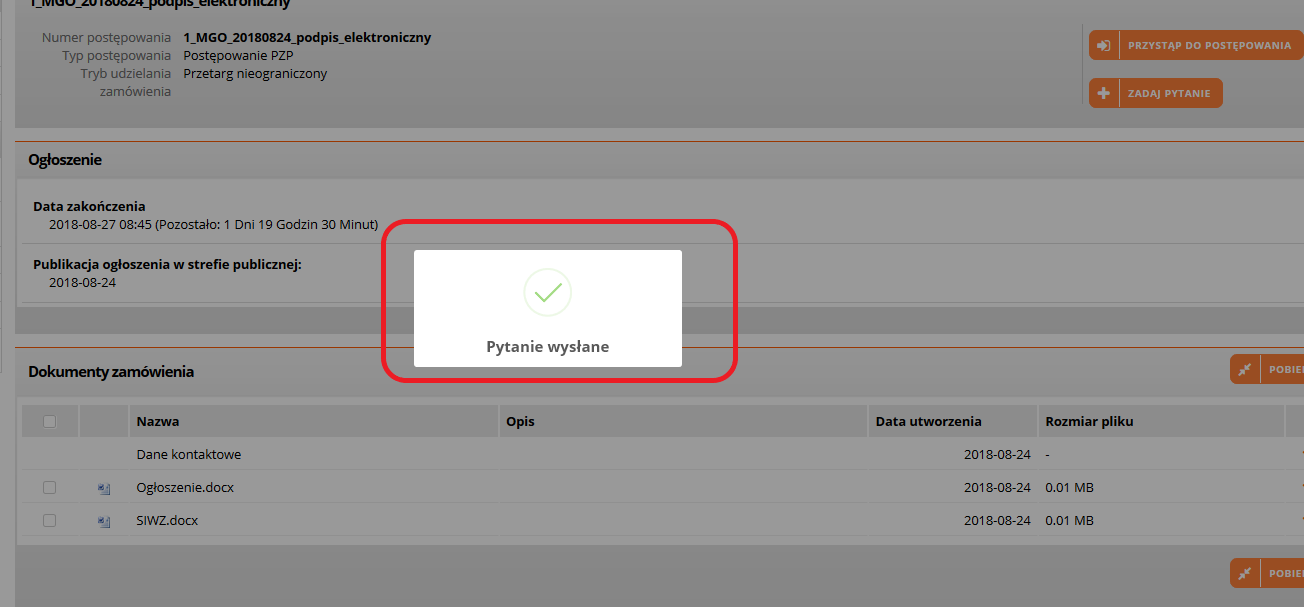 1_MGO_20180824_podpis_elektroniczny
Numer postępowania 1_MGO_20180824_podpis_elektroniczny
Typ postępowania Postępowanie PZP
Tryb udzielania Przetarg nieograniczony
zamówienia
PRZYSTĄP DO POSTĘPOWANIA
ZADAJ PYTANIE
Ogłoszenie
Data zakończenia
2018-08-27 08:45 (Pozostało: 1 Dni 19 Godzin 30 Minut)
Publikacja ogłoszenia w strefie publicznej:
2018-08-24
Pytanie wysłane
Dokumenty zamówienia
POBIE
Nazwa Opis Data utworzenia Rozmiar pliku
Dane kontaktowe 2018-08-24 -
Ogłoszenie.docx 2018-08-24 0.01 MB
SIWZ.docx 2018-08-24 0.01 MB
POBIE